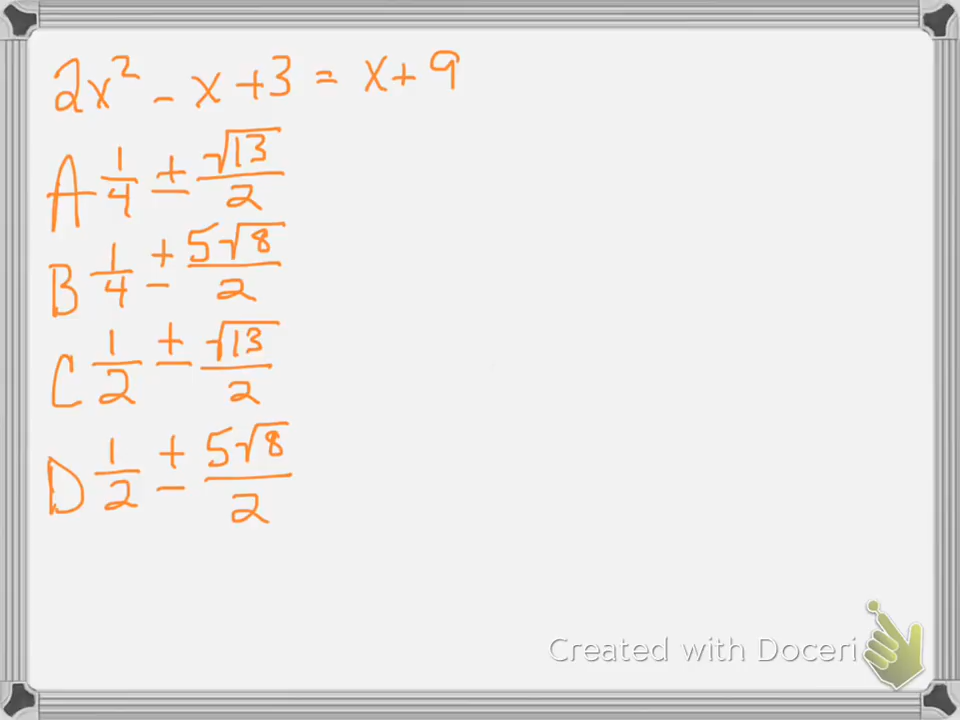 2x² - x + 3 = x + 9
A 1/4 ± √13/2
B 1/4 ± 5√8/2
C 1/2 ± √13/2
D 1/2 ± 5√8/2
Created with Doceri